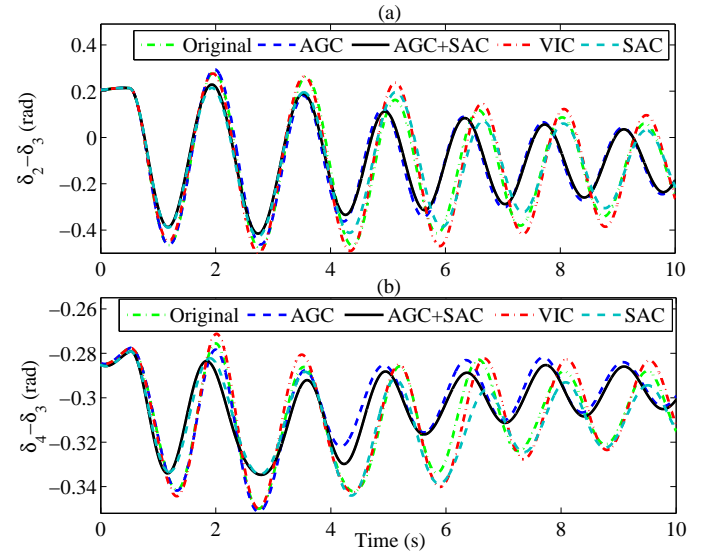 (a)
0.4
0.2
0
−0.2
−0.4
δ2−δ3 (rad)
Original AGC AGC+SAC VIC SAC
0 2 4 6 8 10
(b)
−0.26
−0.28
−0.3
−0.32
−0.34
δ4−δ3 (rad)
Original AGC AGC+SAC VIC SAC
0 2 4 6 8 10
Time (s)